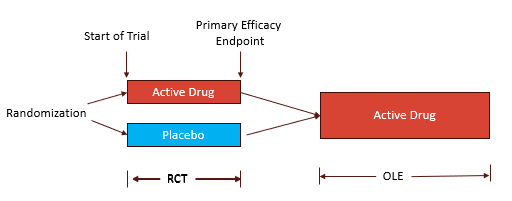 Start of Trial
Primary Efficacy
Endpoint
Randomization
Active Drug
Placebo
Active Drug
RCT
OLE